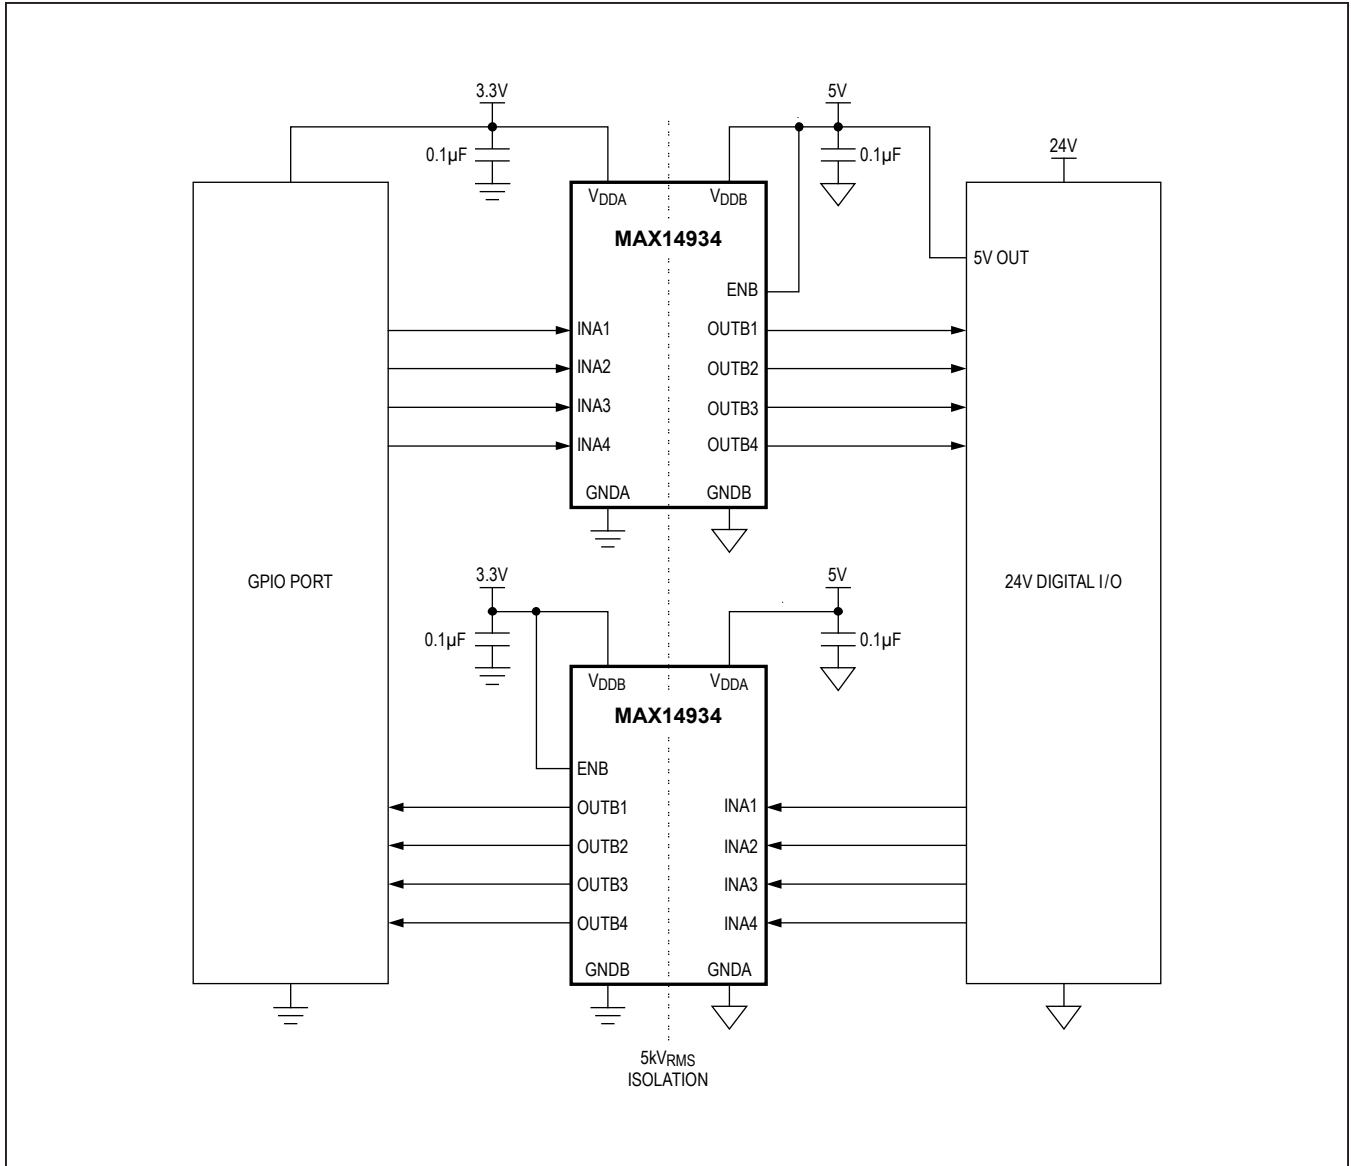 3.3V
5V
0.1µF
0.1µF
24V
VDDA
VDDB
MAX14934
5V OUT
ENB
INA1
OUTB1
INA2
OUTB2
INA3
OUTB3
INA4
OUTB4
GNDA
GNDB
GPIO PORT
3.3V
5V
24V DIGITAL I/O
0.1µF
0.1µF
VDDB
VDDA
MAX14934
ENB
OUTB1
INA1
OUTB2
INA2
OUTB3
INA3
OUTB4
INA4
GNDB
GNDA
5kVRMS
ISOLATION